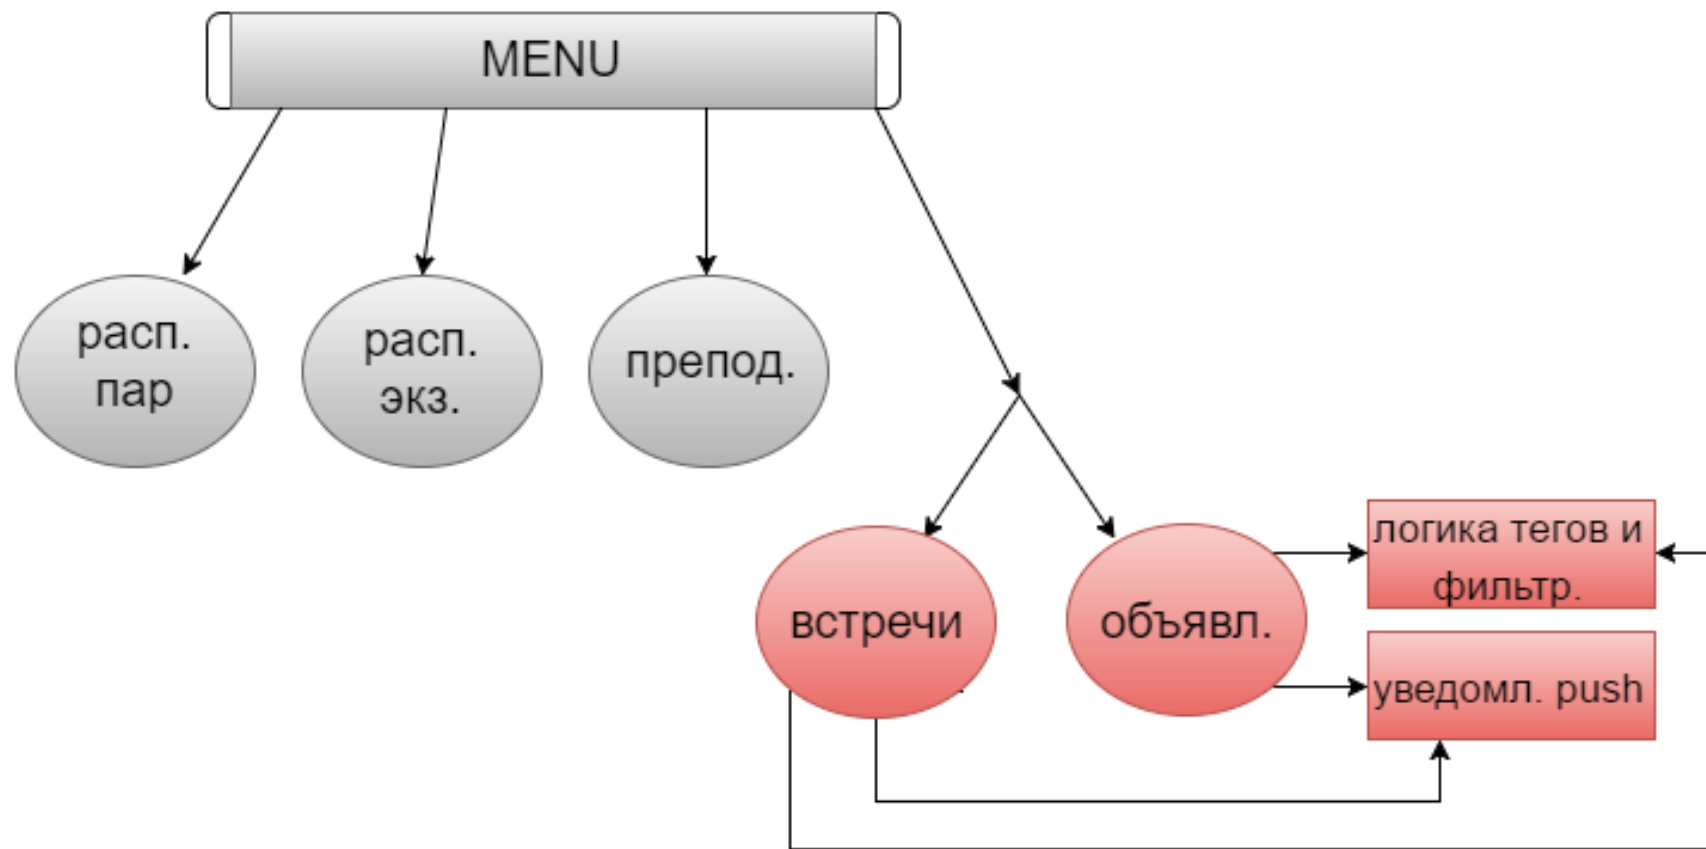 MENU
расп.
пар
расп.
экз.
препод.
встречи
объявл.
логика тегов и
фильтр.
уведомл. push